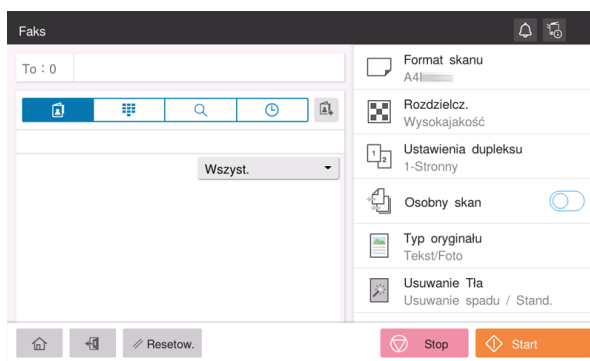 Faks
To : 0
Wszyst.
Format skanu
A4
Rozdzielcz.
Wysokajakość
Ustawienia dupleksu
1-Stronny
Osobny skan
Typ oryginału
Tekst/Foto
Usuwanie Tła
Usuwanie spadu / Stand.
Resetow.
Stop
Start